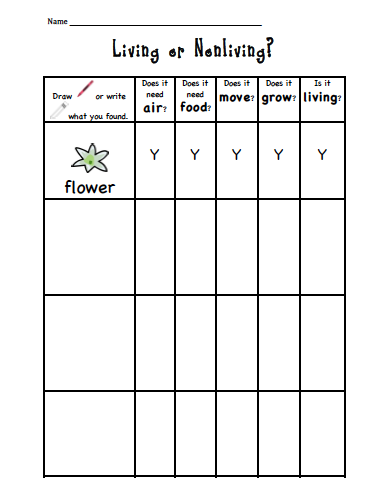 Name
Living or Nonliving?
Draw or write
what you found.
Does it
need
air?
Does it
need
food?
Does it
move?
Does it
grow?
Is it
living?
flower
Y Y Y Y Y